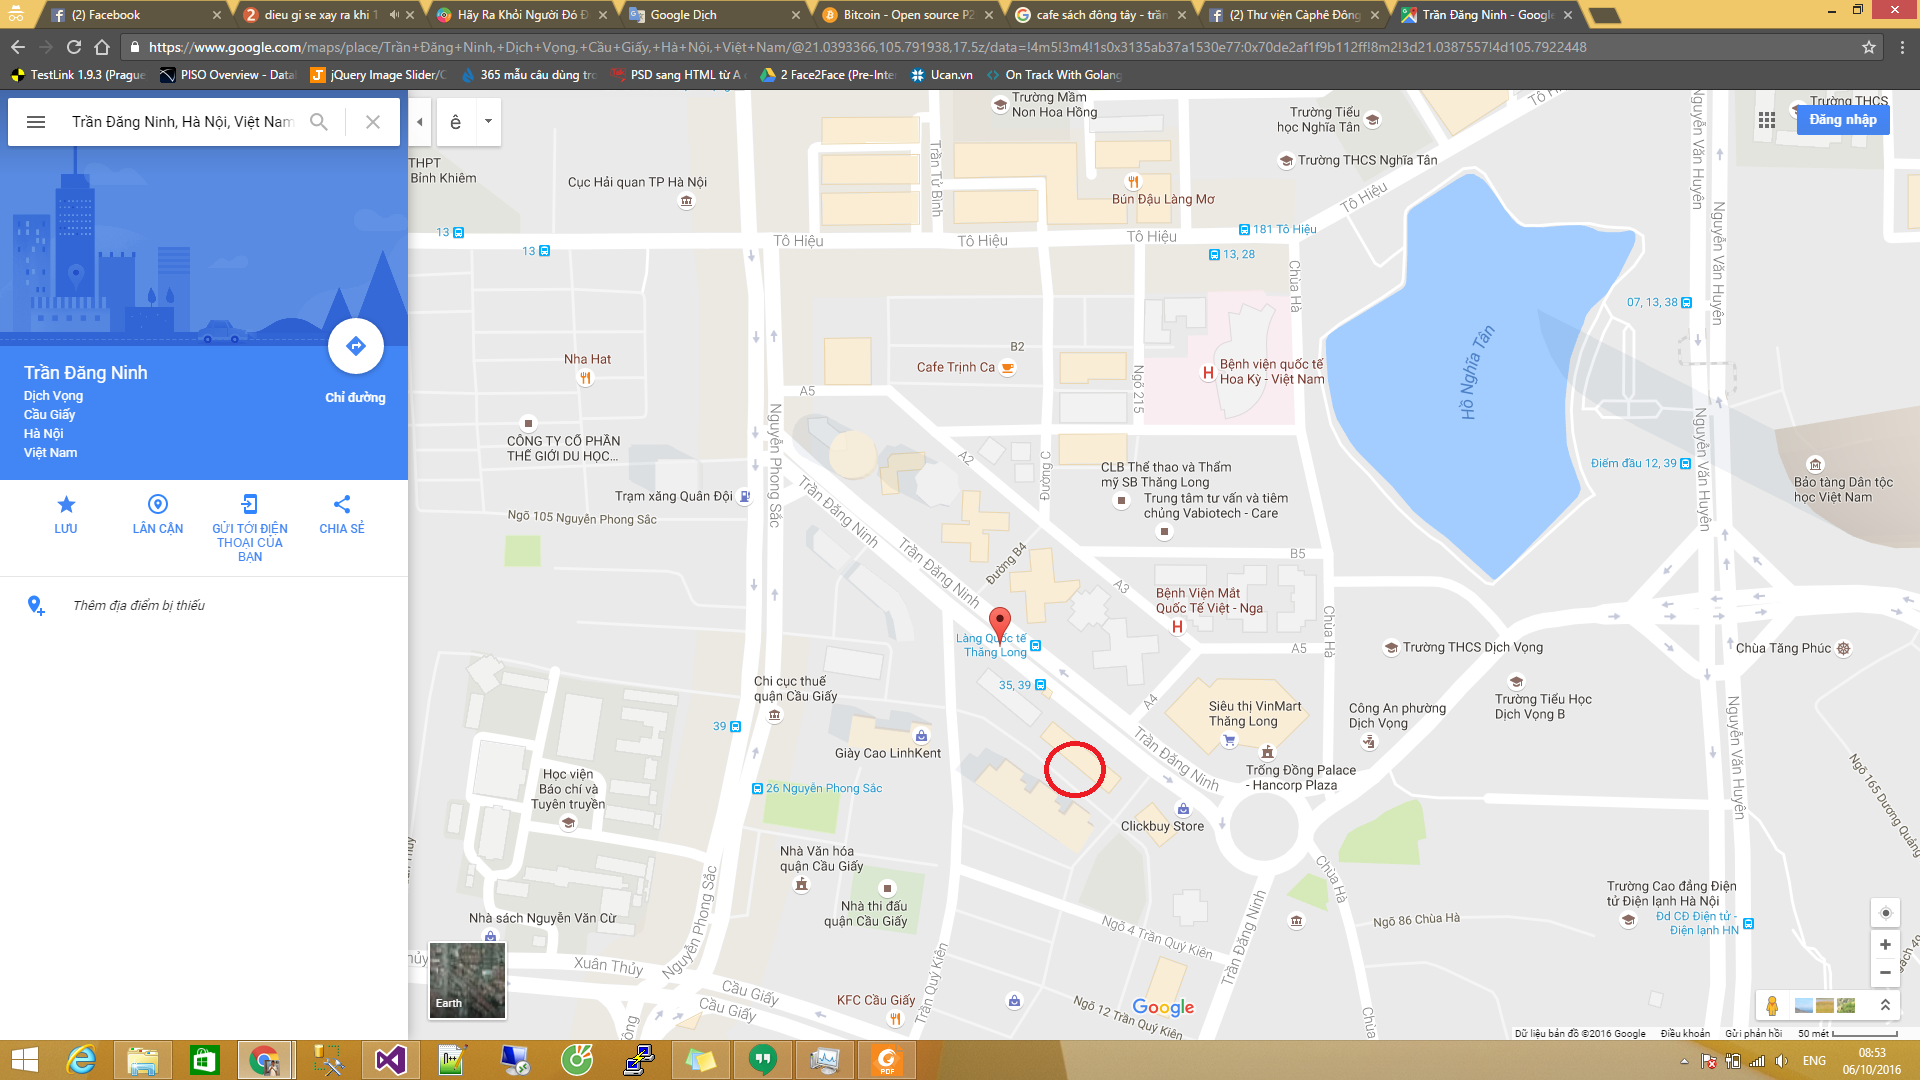 (2) Facebook
dieu gi se xay ra khi 1
Hãy Ra Khỏi Người Đó Đ
Google Dịch
Bitcoin - Open source P2
cafe sách đông tây - trần
(2) Thư viện Càphê Đông
Trần Đăng Ninh - Google
https://www.google.com/maps/place/Trần+Đăng+Ninh,+Dịch+Vọng,+Cầu+Giấy,+Hà+Nội,+Việt+Nam/@21.0393366,105.791938,17.5z/data=!4m5!3m4!1s0x3135ab37a1530e77:0x70de2af1f9b112ff!8m2!3d21.0387557!4d105.7922448
TestLink 1.9.3 (Prague
PISO Overview - Data
jQuery Image Slider/C
365 mẫu câu dùng tro
PSD sang HTML từ A
2 Face2Face (Pre-Inte
Ucan.vn
On Track With Golang
Trần Đăng Ninh, Hà Nội, Việt Nam
ê
Đăng nhập
Trần Đăng Ninh
Dịch Vọng
Cầu Giấy
Hà Nội
Việt Nam
Chỉ đường
LƯU
LÂN CẬN
GỬI TỚI ĐIỆN
THOẠI CỦA
BẠN
CHIA SẺ
Thêm địa điểm bị thiếu
Trường Mầm
Non Hoa Hồng
Trường Tiểu
học Nghĩa Tân
Trường THCS
Tô Hi
THPT
Bỉnh Khiêm
Cục Hải quan TP Hà Nội
Trần Tử Bình
Bún Đậu Làng Mơ
Trường THCS Nghĩa Tân
Tô Hiệu
Nguyễn Văn Huyên
Nguyễn Văn Huyên
13
13
Tô Hiệu
Tô Hiệu
Tô Hiệu
181 Tô Hiệu
13, 28
Chùa Hà
07, 13, 38
Nha Hat
B2
Cafe Trịnh Ca
Bệnh viện quốc tế
Hoa Kỳ - Việt Nam
Hồ Nghĩa Tân
A5
Ngõ 215
Nguyễn Phong Sắc
CÔNG TY CỔ PHẦN
THẾ GIỚI DU HỌC...
A2
Đường C
CLB Thể thao và Thẩm
mỹ SB Thăng Long
Trung tâm tư vấn và tiêm
chủng Vabiotech - Care
Điểm đầu 12, 39
Nguyễn Văn Huyên
Bảo tàng Dân tộc
học Việt Nam
Trạm xăng Quân Đội
Ngõ 105 Nguyễn Phong Sắc
Trần Đăng Ninh
Trần Đăng Ninh
Đường B4
B5
A3
Bệnh Viện Mắt
Quốc Tế Việt - Nga
Chùa Hà
Làng Quốc tế
Thăng Long
35, 39
A5
Trường THCS Dịch Vọng
Chùa Tăng Phúc
Chi cục thuế
quận Cầu Giấy
A4
Siêu thị VinMart
Thăng Long
Công An phường
Dịch Vọng
Trường Tiểu Học
Dịch Vọng B
Nguyễn Văn Huyên
39
Giày Cao LinhKent
Trần Đăng Ninh
Trống Đồng Palace
- Hancorp Plaza
Ngõ 165 Dương Quảng
Học viện
Báo chí và
Tuyên truyền
26 Nguyễn Phong Sắc
Clickbuy Store
Nhà Văn hóa
quận Cầu Giấy
Nguyễn Phong Sắc
Nhà thi đấu
quận Cầu Giấy
Chùa Hà
Trường Cao đẳng Điện
tử Điện lạnh Hà Nội
Đd CĐ Điện tử -
Điện lạnh HN
Nhà sách Nguyễn Văn Cừ
Ngõ 4 Trần Quý Kiên
Trần Đăng Ninh
Ngõ 86 Chùa Hà
Xuân Thủy
Trần Quý Kiên
Cầu Giấy
Cầu Giấy
KFC Cầu Giấy
Ngõ 12 Trần Quý Kiên
Chùa
Earth
Google
Dữ liệu bản đồ ©2016 Google
Điều khoản
Gửi phản hồi
50 mét
ENG
08:53
06/10/2016